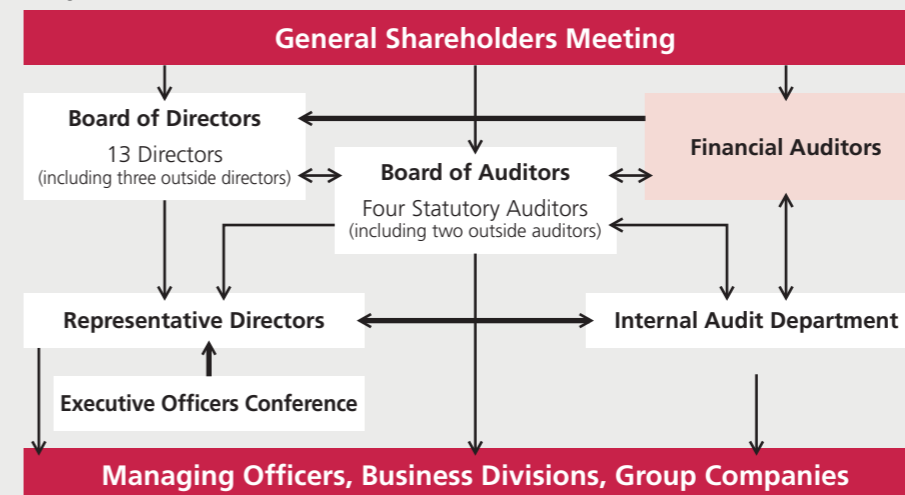 General Shareholders Meeting
Board of Directors
13 Directors
(including three outside directors)
Board of Auditors
Four Statutory Auditors
(including two outside auditors)
Financial Auditors
Representative Directors
Internal Audit Department
Executive Officers Conference
Managing Officers, Business Divisions, Group Companies